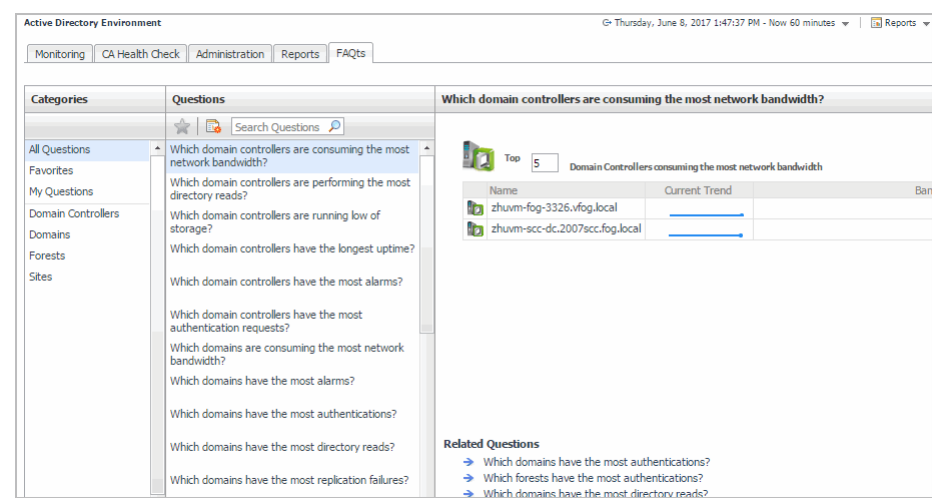 Active Directory Environment
Thursday, June 8, 2017 1:47:37 PM - Now 60 minutes
Reports
Monitoring
CA Health Check
Administration
Reports
FAQts
Categories
All Questions
Favorites
My Questions
Domain Controllers
Domains
Forests
Sites
Questions
Search Questions
Which domain controllers are consuming the most
network bandwidth?
Which domain controllers are performing the most
directory reads?
Which domain controllers are running low of
storage?
Which domain controllers have the longest uptime?
Which domain controllers have the most alarms?
Which domain controllers have the most
authentication requests?
Which domains are consuming the most network
bandwidth?
Which domains have the most alarms?
Which domains have the most authentications?
Which domains have the most directory reads?
Which domains have the most replication failures?
Which domain controllers are consuming the most network bandwidth?
Top 5 Domain Controllers consuming the most network bandwidth
Name Current Trend Ban
zhuvm-fog-3326.vfog.local
zhuvm-scc-dc.2007scc.fog.local
Related Questions
Which domains have the most authentications?
Which forests have the most authentications?
Which domains have the most directory reads?